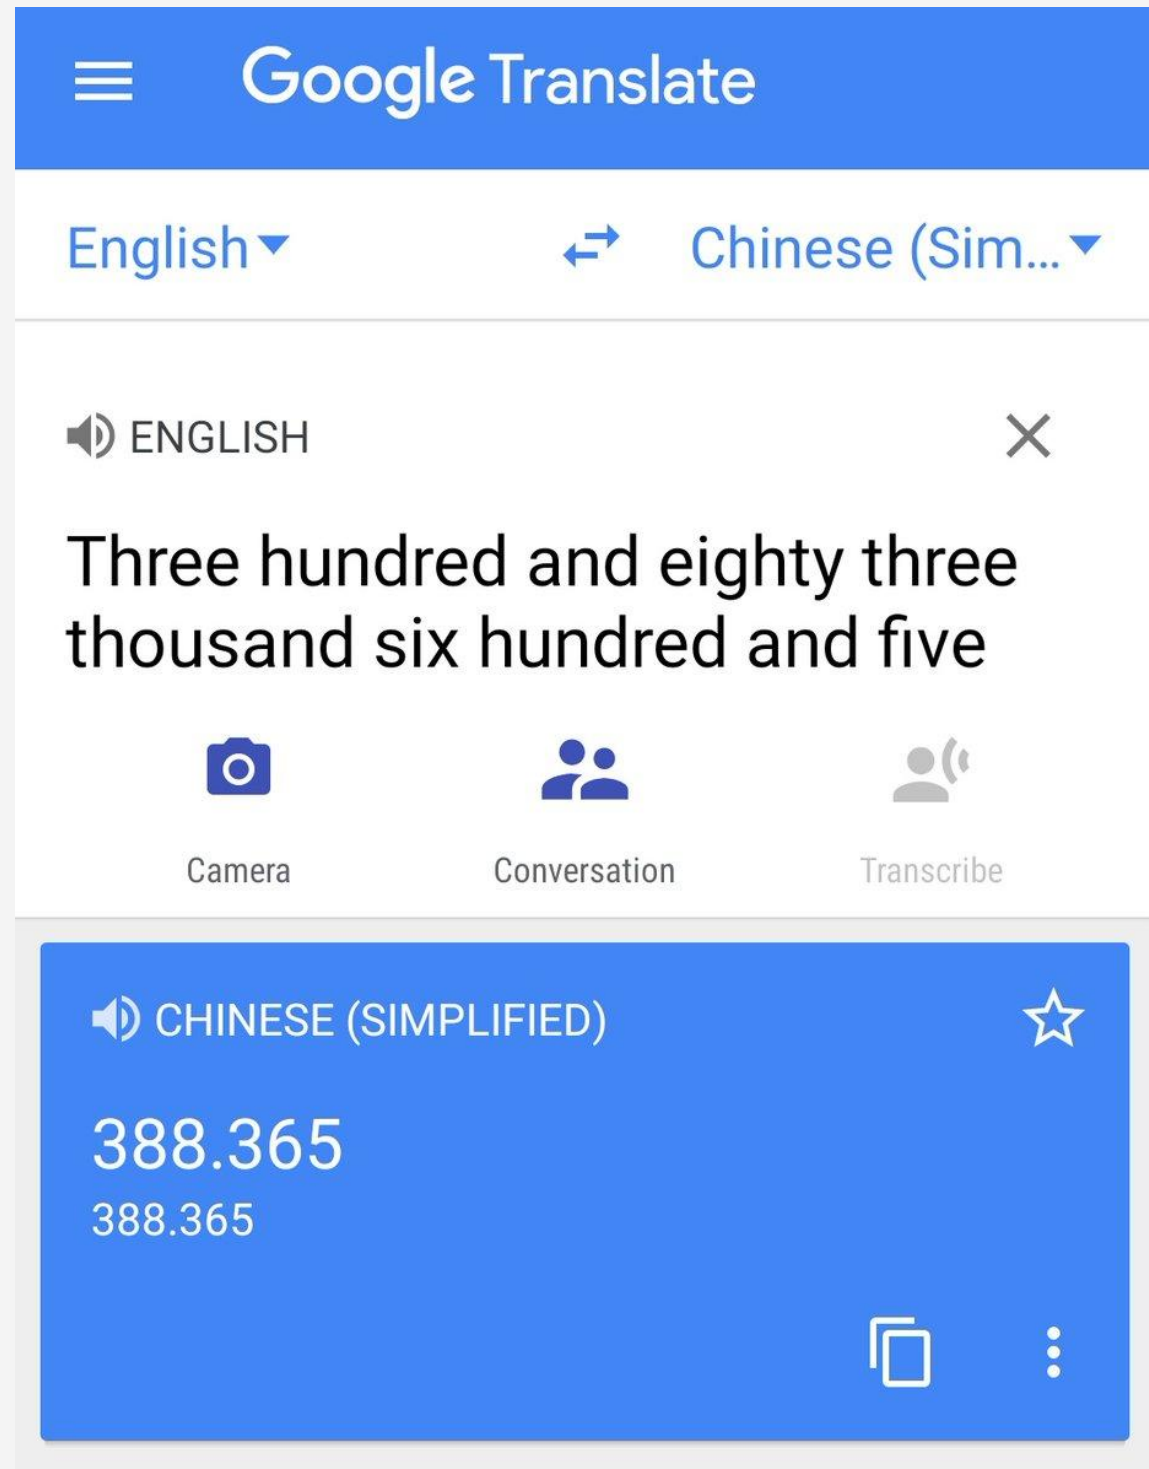 Google Translate
English
Chinese (Sim...
ENGLISH
Three hundred and eighty three
thousand six hundred and five
Camera
Conversation
Transcribe
CHINESE (SIMPLIFIED)
388.365
388.365